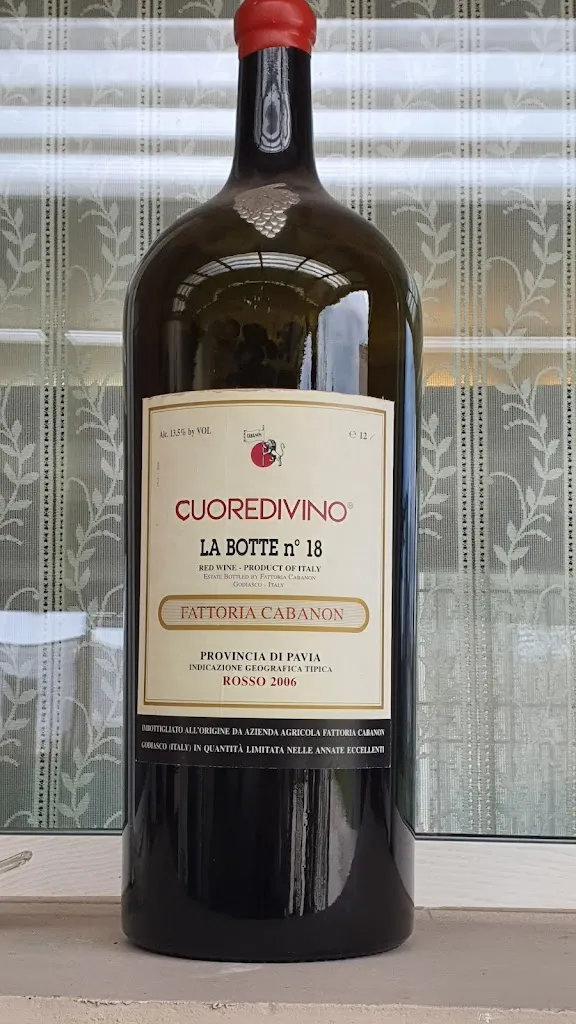 Alc. 13.5% by VOL
CABANON
℮ 12 l
CUOREDIVINO®
LA BOTTE n° 18
RED WINE - PRODUCT OF ITALY
ESTATE BOTTLED BY FATTORIA CABANON
GODIASCO - ITALY
FATTORIA CABANON
PROVINCIA DI PAVIA
INDICAZIONE GEOGRAFICA TIPICA
ROSSO 2006
IMBOTTIGLIATO ALL'ORIGINE DA AZIENDA AGRICOLA FATTORIA CABANON
GODIASCO (ITALY) IN QUANTITÀ LIMITATA NELLE ANNATE ECCELLENTI